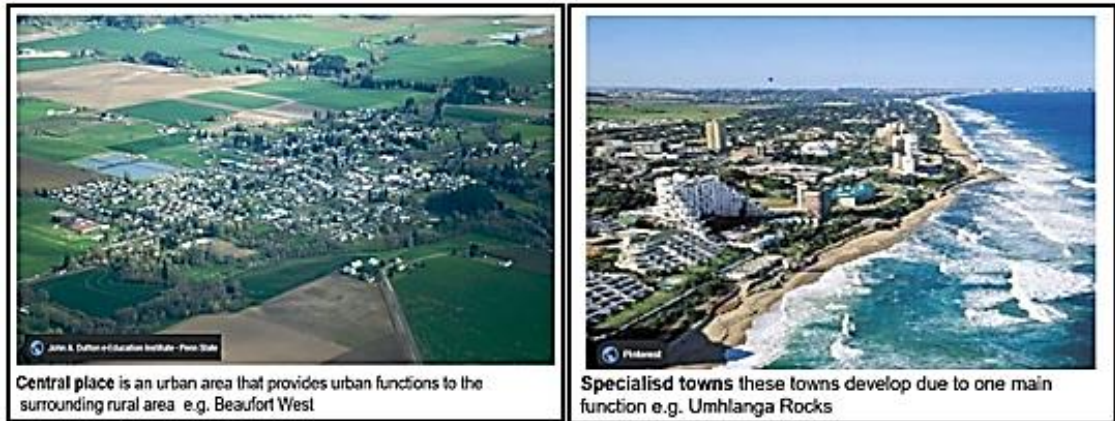 John A. Dutton e-Education Institute - Penn State
Central place is an urban area that provides urban functions to the
surrounding rural area e.g. Beaufort West
Pinterest
Specialisd towns these towns develop due to one main
function e.g. Umhlanga Rocks